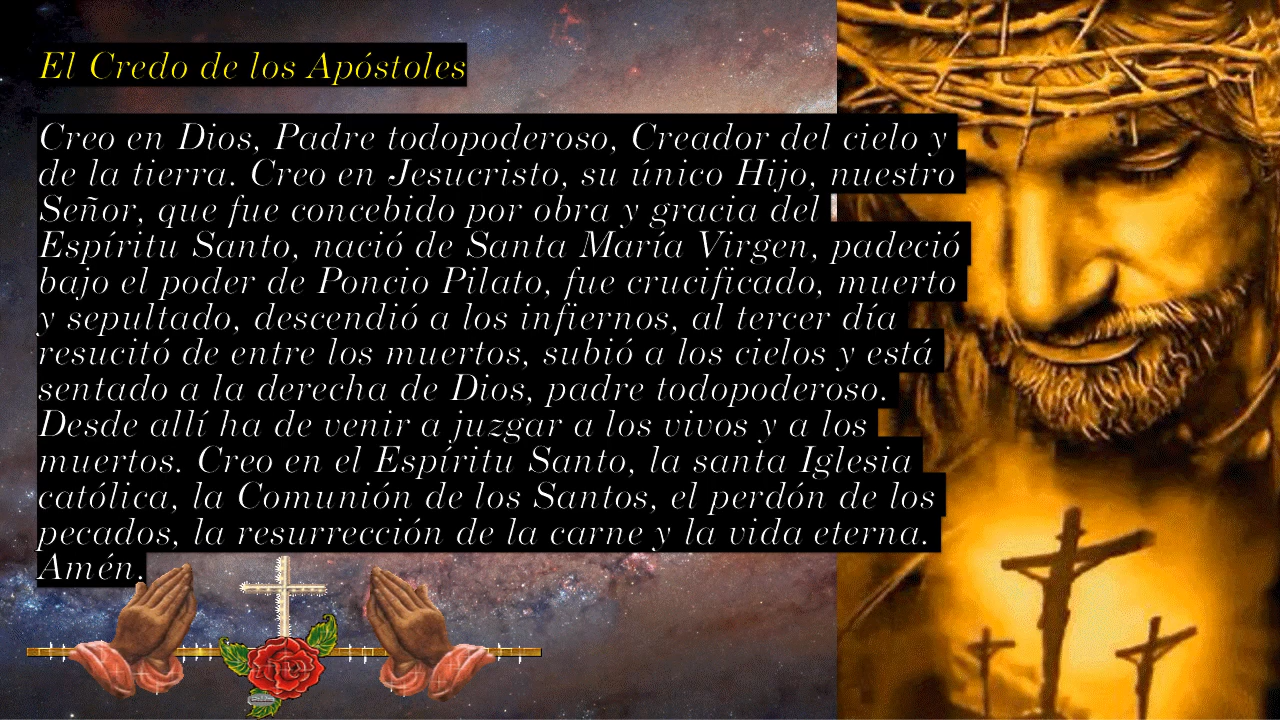 El Credo de los Apóstoles
Creo en Dios, Padre todopoderoso, Creador del cielo y
de la tierra. Creo en Jesucristo, su único Hijo, nuestro
Señor, que fue concebido por obra y gracia del
Espíritu Santo, nació de Santa María Virgen, padeció
bajo el poder de Poncio Pilato, fue crucificado, muerto
y sepultado, descendió a los infiernos, al tercer día
resucitó de entre los muertos, subió a los cielos y está
sentado a la derecha de Dios, padre todopoderoso.
Desde allí ha de venir a juzgar a los vivos y a los
muertos. Creo en el Espíritu Santo, la santa Iglesia
católica, la Comunión de los Santos, el perdón de los
pecados, la resurrección de la carne y la vida eterna.
Amén.